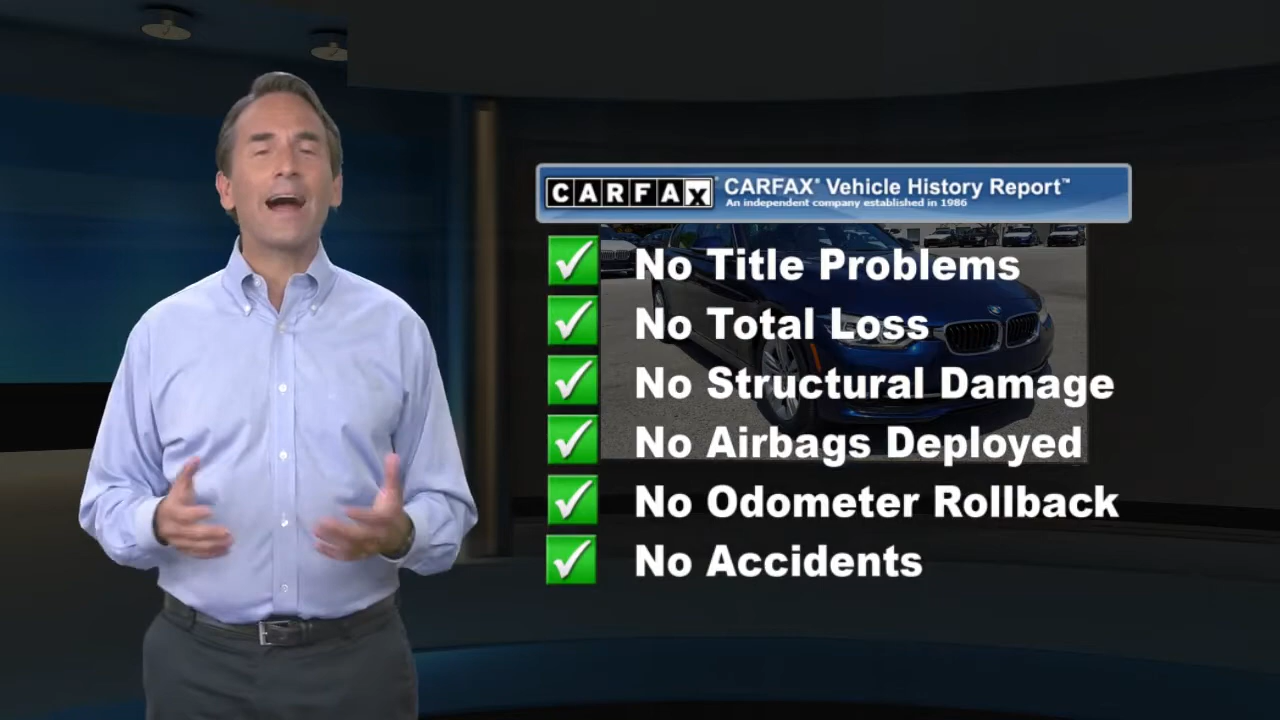 CARFAX® CARFAX® Vehicle History Report™
An independent company established in 1986
No Title Problems
No Total Loss
No Structural Damage
No Airbags Deployed
No Odometer Rollback
No Accidents